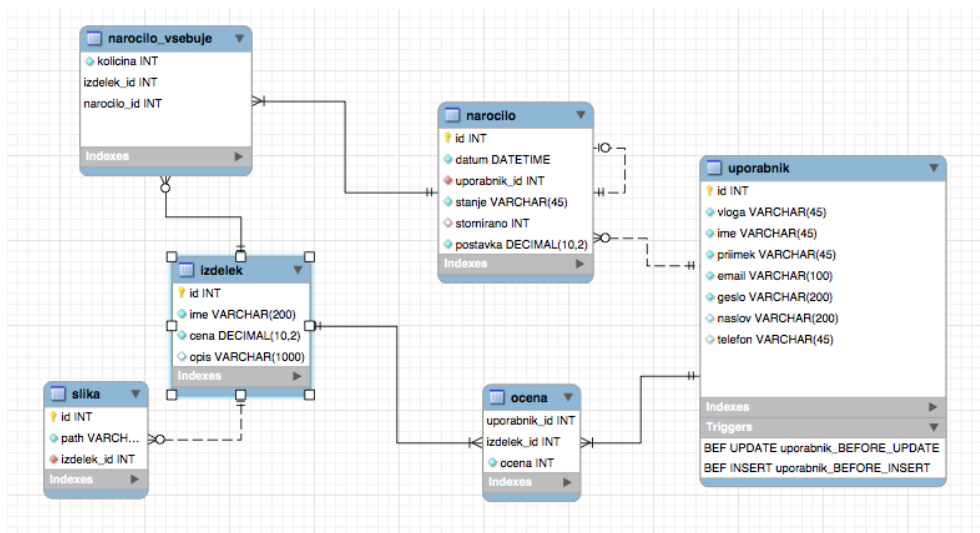 narocilo_vsebuje
kolicina INT
izdelek_id INT
narocilo_id INT
Indexes
narocilo
id INT
datum DATETIME
uporabnik_id INT
stanje VARCHAR(45)
stornirano INT
postavka DECIMAL(10,2)
Indexes
uporabnik
id INT
vloga VARCHAR(45)
ime VARCHAR(45)
priimek VARCHAR(45)
email VARCHAR(100)
geslo VARCHAR(200)
naslov VARCHAR(200)
telefon VARCHAR(45)
Indexes
Triggers
BEF UPDATE uporabnik_BEFORE_UPDATE
BEF INSERT uporabnik_BEFORE_INSERT
izdelek
id INT
ime VARCHAR(200)
cena DECIMAL(10,2)
opis VARCHAR(1000)
Indexes
slika
id INT
path VARCH...
izdelek_id INT
Indexes
ocena
uporabnik_id INT
izdelek_id INT
ocena INT
Indexes